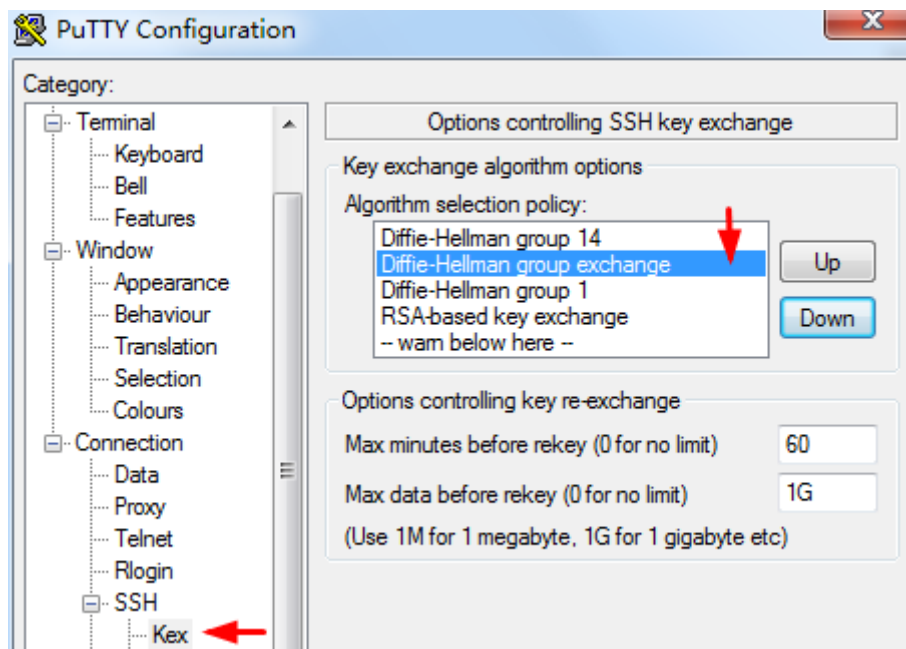 PuTTY Configuration
Category:
Terminal
Keyboard
Bell
Features
Window
Appearance
Behaviour
Translation
Selection
Colours
Connection
Data
Proxy
Telnet
Rlogin
SSH
Kex
Options controlling SSH key exchange
Key exchange algorithm options
Algorithm selection policy:
Diffie-Hellman group 14
Diffie-Hellman group exchange
Diffie-Hellman group 1
RSA-based key exchange
-- warn below here --
Up
Down
Options controlling key re-exchange
Max minutes before rekey (0 for no limit) 60
Max data before rekey (0 for no limit) 1G
(Use 1M for 1 megabyte, 1G for 1 gigabyte etc)